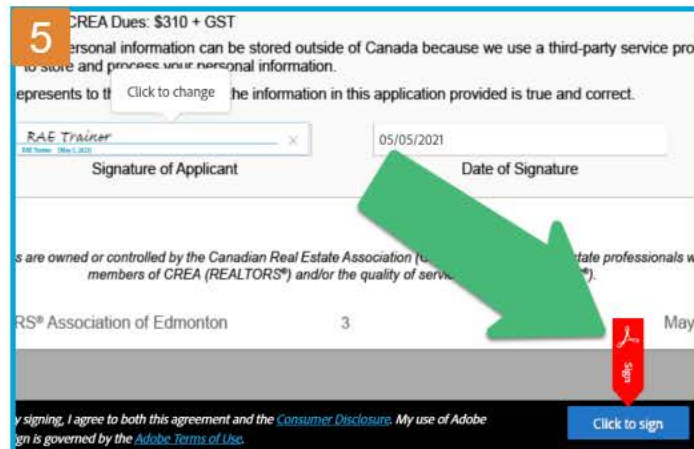 5
CREA Dues: $310 + GST
ersonal information can be stored outside of Canada because we use a third-party service pro
to store and process your personal information.
epresents to th
Click to change
he information in this application provided is true and correct.
RAE Trainer
Signature of Applicant
05/05/2021
Date of Signature
s are owned or controlled by the Canadian Real Estate Association (
tate professionals w
members of CREA (REALTORS®) and/or the quality of servi
®).
RS® Association of Edmonton
3
May
Sign
y signing, I agree to both this agreement and the Consumer Disclosure. My use of Adobe
ign is governed by the Adobe Terms of Use.
Click to sign